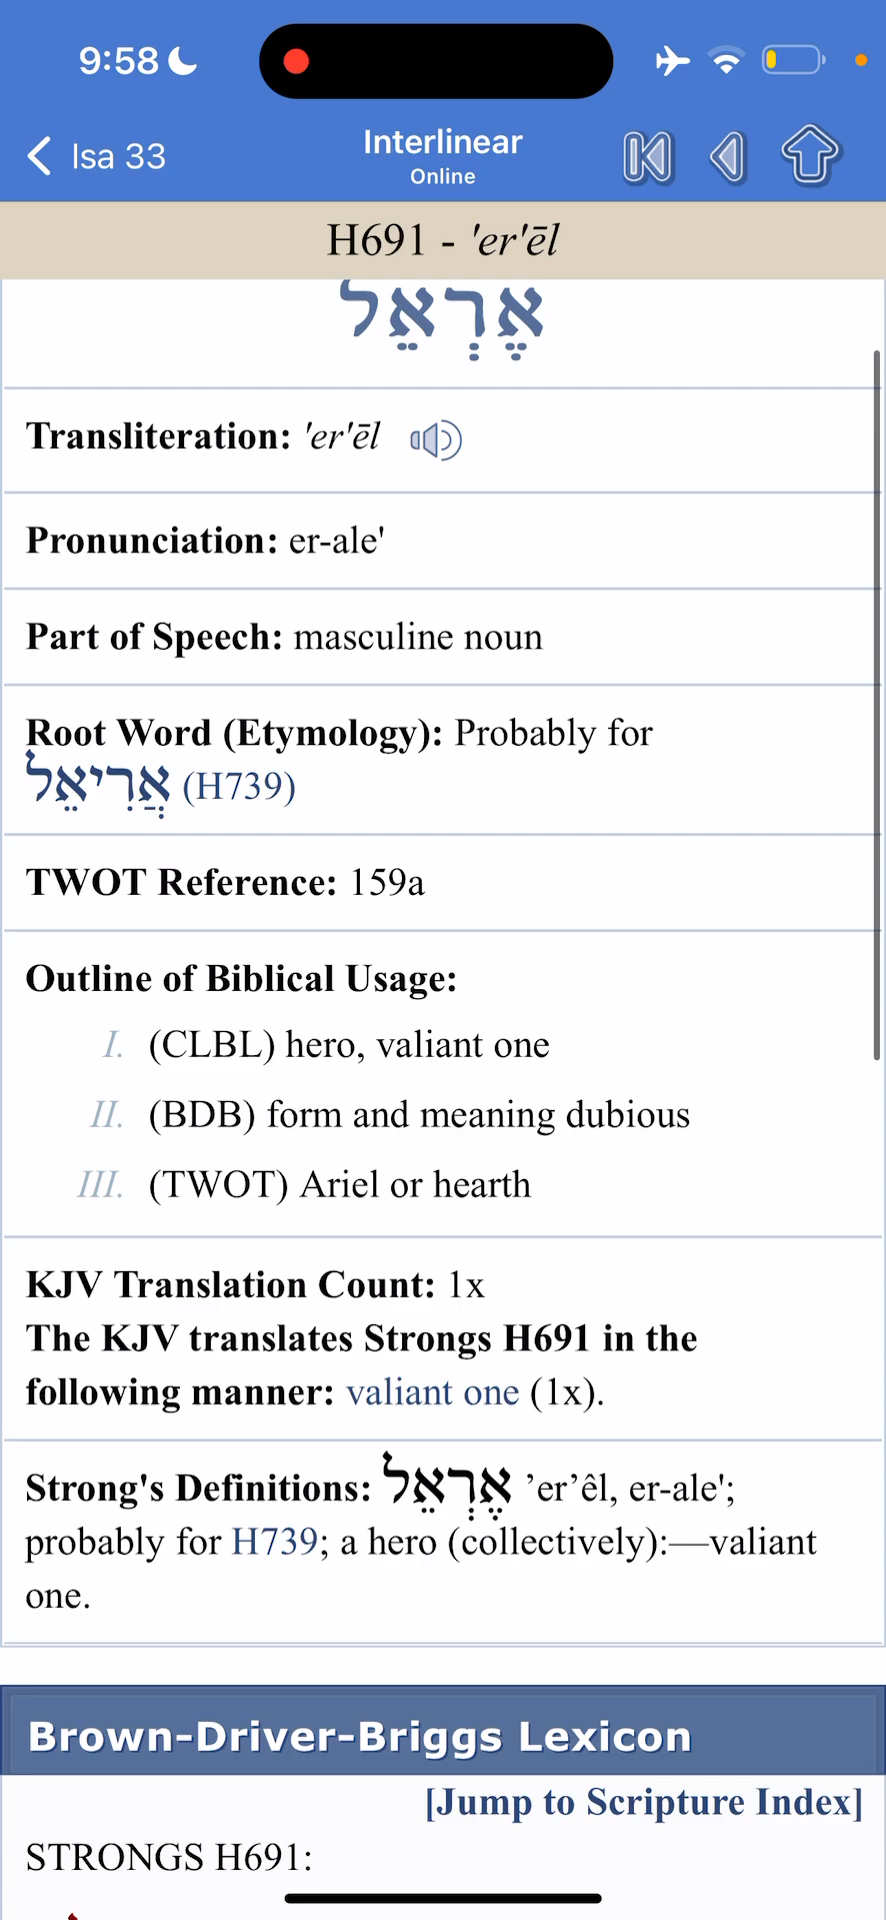 9:58
Isa 33
Interlinear
Online
H691 - 'er'ēl
אֶרְאֵל
Transliteration: 'er'ēl
Pronunciation: er-ale'
Part of Speech: masculine noun
Root Word (Etymology): Probably for
אֲרִיאֵל (H739)
TWOT Reference: 159a
Outline of Biblical Usage:
I. (CLBL) hero, valiant one
II. (BDB) form and meaning dubious
III. (TWOT) Ariel or hearth
KJV Translation Count: 1x
The KJV translates Strongs H691 in the
following manner: valiant one (1x).
Strong's Definitions: אֶרְאֵל ʼerʼêl, er-ale';
probably for H739; a hero (collectively):—valiant
one.
Brown-Driver-Briggs Lexicon
[Jump to Scripture Index]
STRONGS H691: